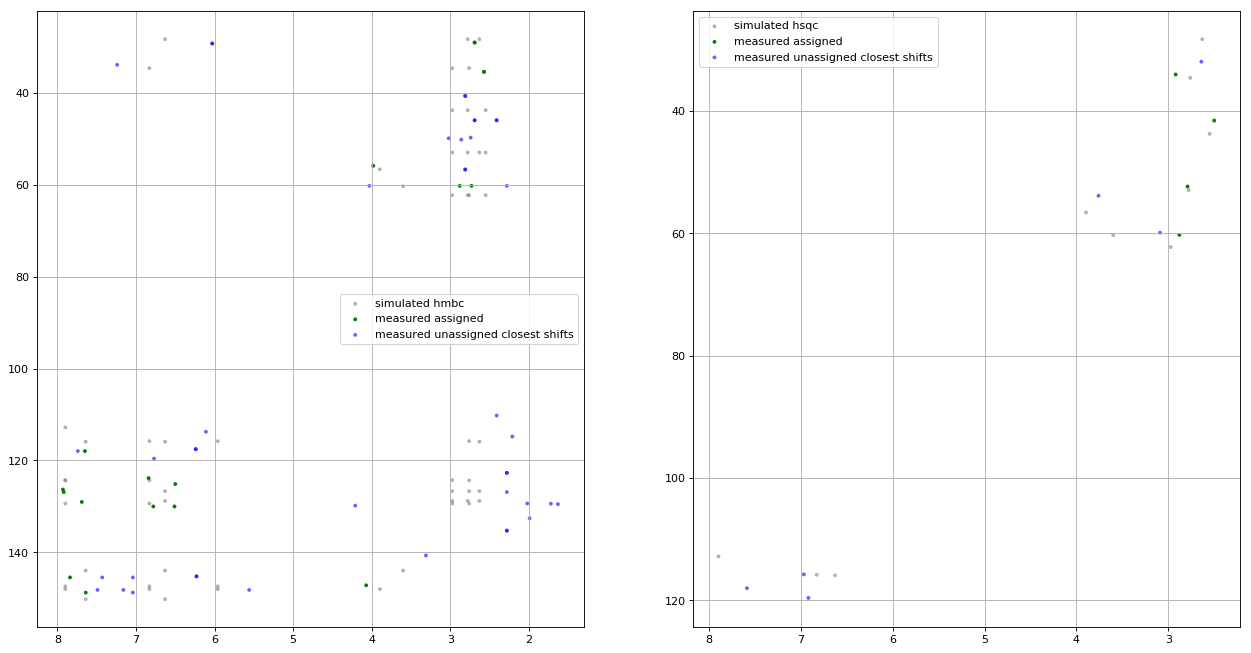 40
60
80
100
120
140
8 7 6 5 4 3 2
simulated hmbc
measured assigned
measured unassigned closest shifts
40
60
80
100
120
8 7 6 5 4 3
simulated hsqc
measured assigned
measured unassigned closest shifts